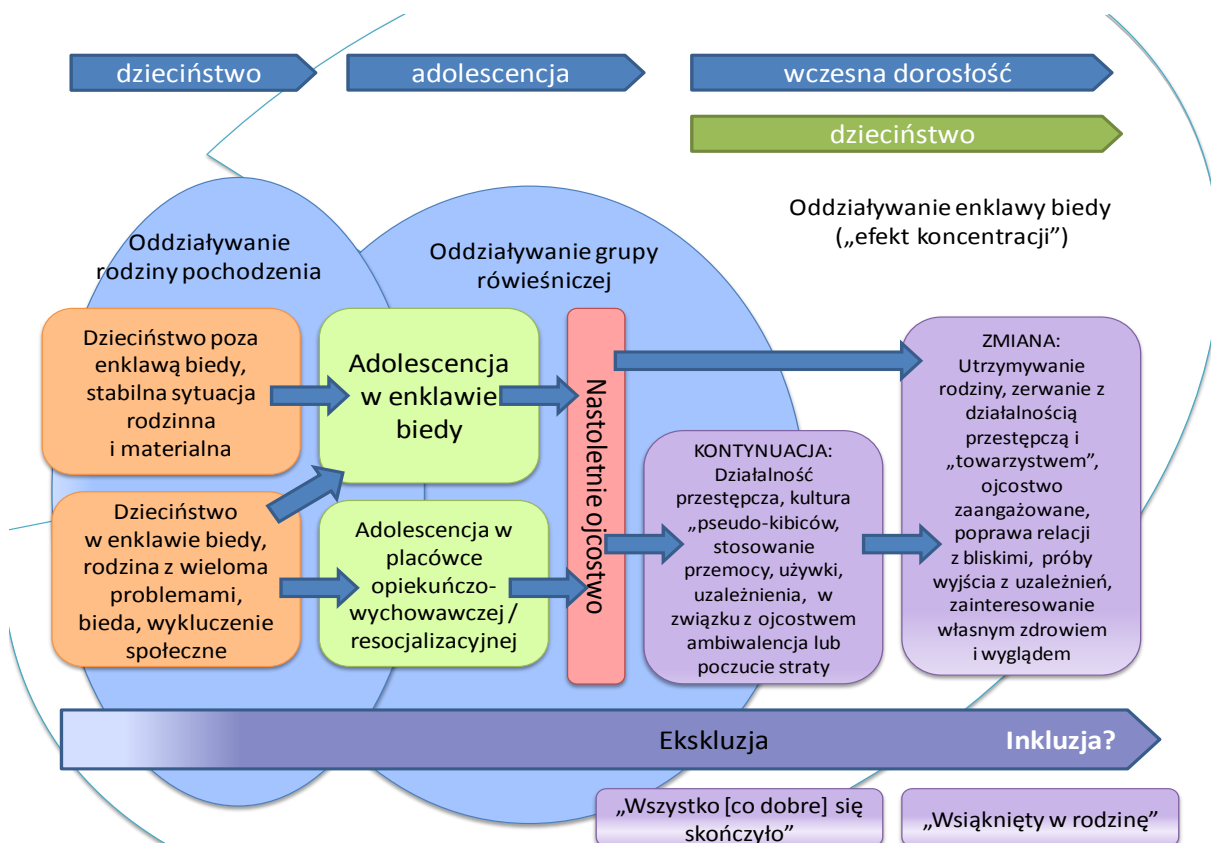 dzieciństwo
adolescencja
wczesna dorosłość
dzieciństwo
Oddziaływanie enklawy biedy
(„efekt koncentracji”)
Oddziaływanie
rodziny pochodzenia
Oddziaływanie grupy
rówieśniczej
Dzieciństwo poza
enklawą biedy,
stabilna sytuacja
rodzinna
i materialna
Adolescencja
w enklawie
biedy
Nastoletnie ojcostwo
ZMIANA:
Utrzymywanie
rodziny, zerwanie z
działalnością
przestępczą i
„towarzystwem”,
ojcostwo
zaangażowane,
poprawa relacji
z bliskimi, próby
wyjścia z uzależnień,
zainteresowanie
własnym zdrowiem
i wyglądem
KONTYNUACJA:
Działalność
przestępcza, kultura
„pseudo-kibiców,
stosowanie
przemocy, używki,
uzależnienia, w
związku z ojcostwem
ambiwalencja lub
poczucie straty
Dzieciństwo
w enklawie biedy,
rodzina z wieloma
problemami,
bieda, wykluczenie
społeczne
Adolescencja w
placówce
opiekuńczo-
wychowawczej /
resocjalizacyjnej
Ekskluzja
Inkluzja?
„Wszystko [co dobre] się
skończyło”
„Wsiąknięty w rodzinę”